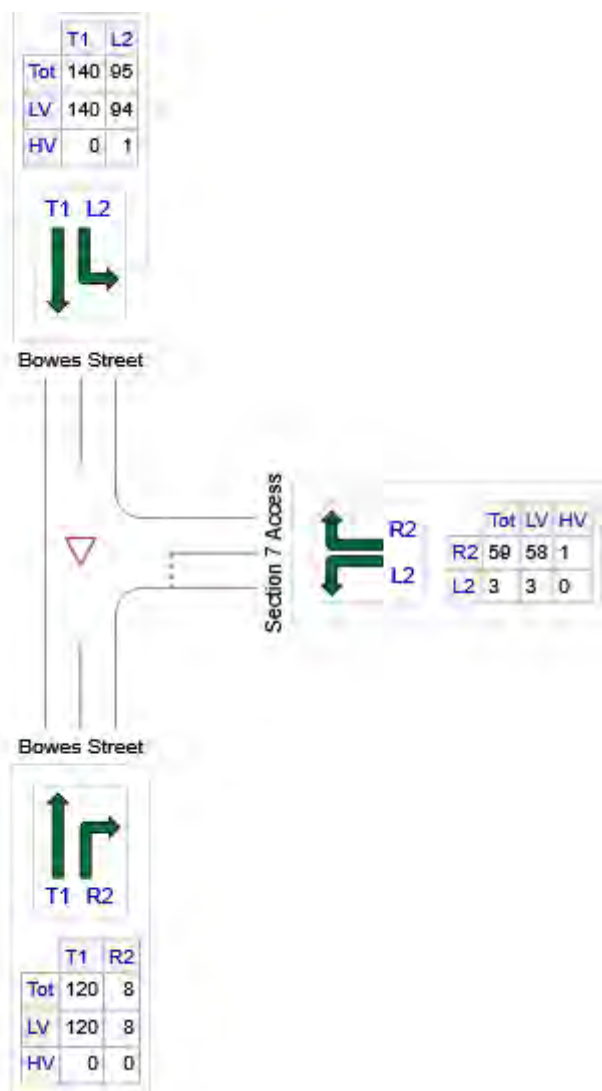 T1 L2
Tot 140 95
LV 140 94
HV 0 1
T1 L2
Bowes Street
Section 7 Access
R2
L2
Tot LV HV
R2 59 58 1
L2 3 3 0
Bowes Street
T1 R2
T1 R2
Tot 120 8
LV 120 8
HV 0 0